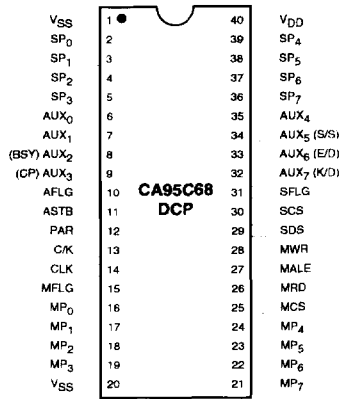 VSS 1 40 VDD
SP0 2 39 SP4
SP1 3 38 SP5
SP2 4 37 SP6
SP3 5 36 SP7
AUX0 6 35 AUX4
AUX1 7 34 AUX5 (S/S)
(BSY) AUX2 8 33 AUX6 (E/D)
(CP) AUX3 9 32 AUX7 (K/D)
AFLG 10 CA95C68 31 SFLG
ASTB 11 DCP 30 SCS
PAR 12 29 SDS
C/K 13 28 MWR
CLK 14 27 MALE
MFLG 15 26 MRD
MP0 16 25 MCS
MP1 17 24 MP4
MP2 18 23 MP5
MP3 19 22 MP6
VSS 20 21 MP7